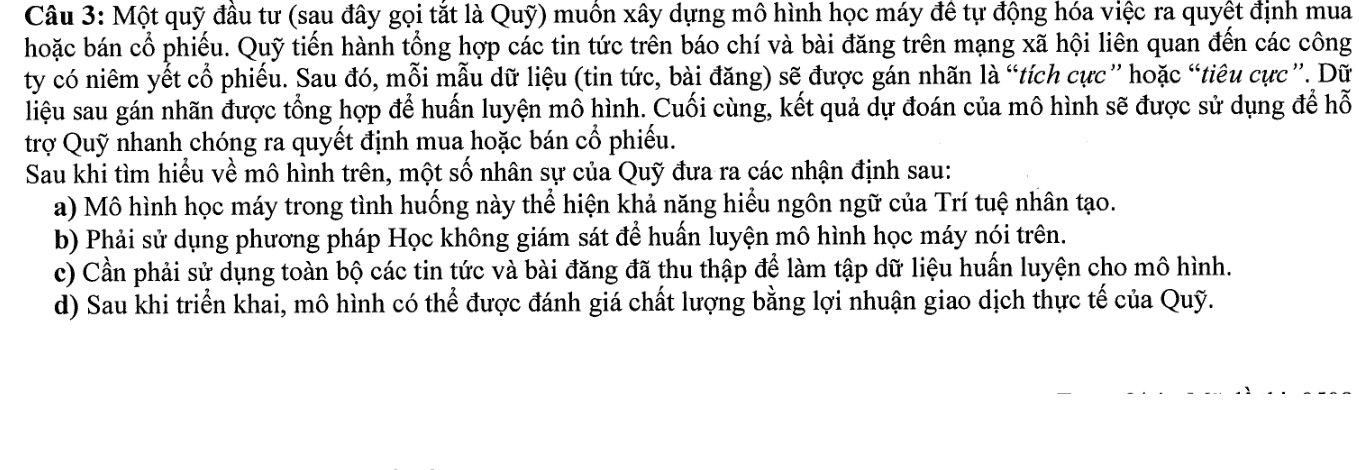 Câu 3: Một quỹ đầu tư (sau đây gọi tắt là Quỹ) muốn xây dựng mô hình học máy để tự động hóa việc ra quyết định mua
hoặc bán cổ phiếu. Quỹ tiến hành tổng hợp các tin tức trên báo chí và bài đăng trên mạng xã hội liên quan đến các công
ty có niêm yết cổ phiếu. Sau đó, mỗi mẫu dữ liệu (tin tức, bài đăng) sẽ được gán nhãn là “tích cực” hoặc “tiêu cực”. Dữ
liệu sau gán nhãn được tổng hợp để huấn luyện mô hình. Cuối cùng, kết quả dự đoán của mô hình sẽ được sử dụng để hỗ
trợ Quỹ nhanh chóng ra quyết định mua hoặc bán cổ phiếu.
Sau khi tìm hiểu về mô hình trên, một số nhân sự của Quỹ đưa ra các nhận định sau:
a) Mô hình học máy trong tình huống này thể hiện khả năng hiểu ngôn ngữ của Trí tuệ nhân tạo.
b) Phải sử dụng phương pháp Học không giám sát để huấn luyện mô hình học máy nói trên.
c) Cần phải sử dụng toàn bộ các tin tức và bài đăng đã thu thập để làm tập dữ liệu huấn luyện cho mô hình.
d) Sau khi triển khai, mô hình có thể được đánh giá chất lượng bằng lợi nhuận giao dịch thực tế của Quỹ.